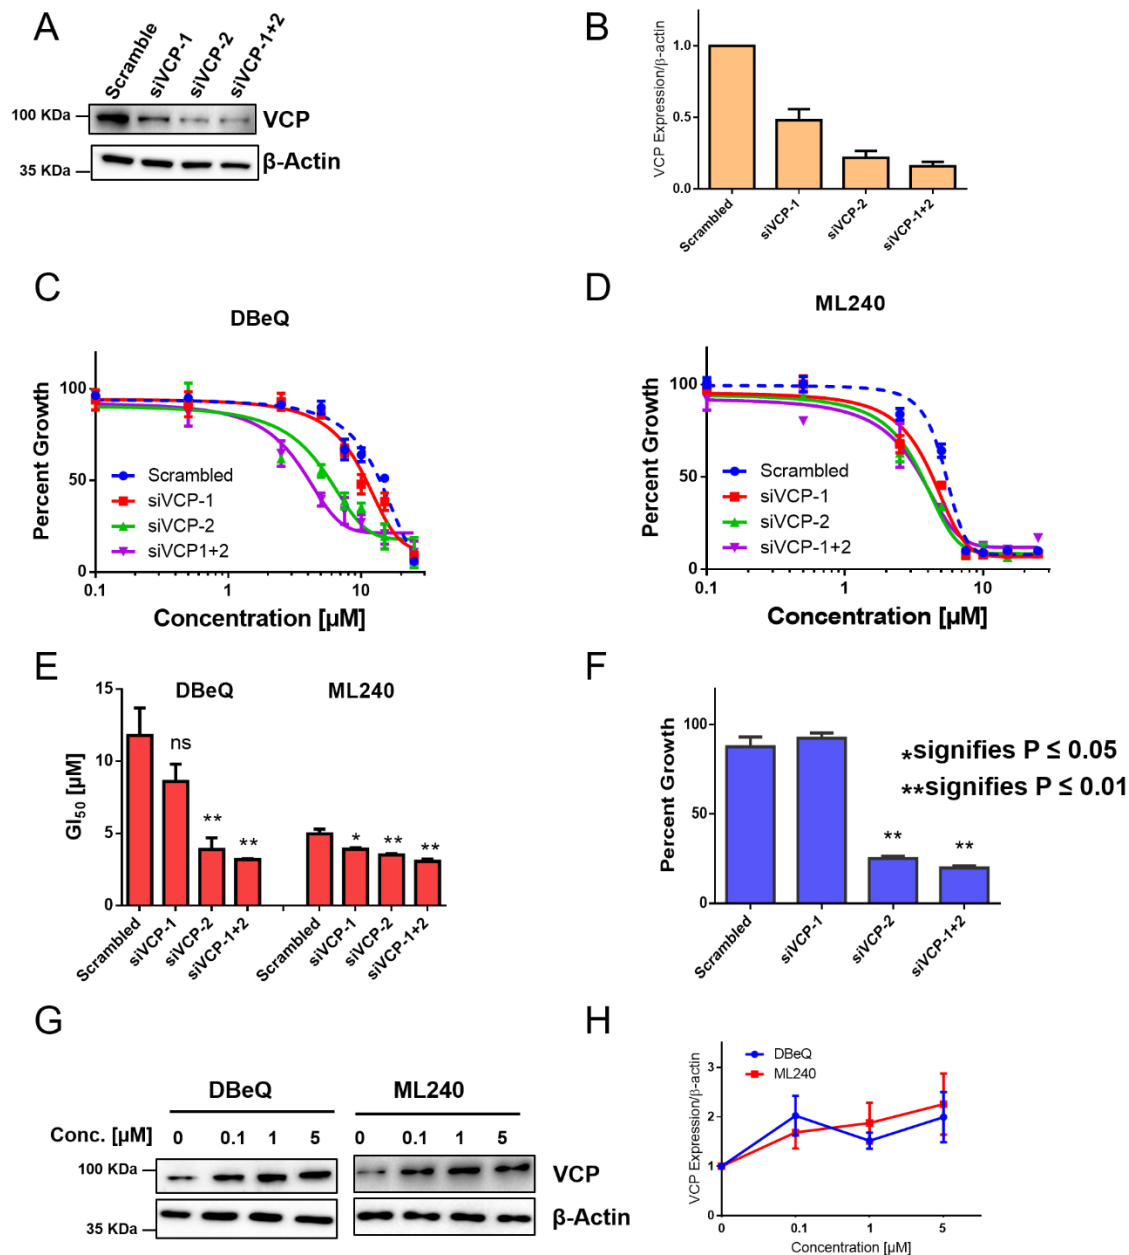 A
Scramble
siVCP-1
siVCP-2
siVCP-1+2
100 KDa
VCP
35 KDa
β-Actin
B
VCP Expression/β-actin
1.0
0.5
0.0
Scrambled
siVCP-1
siVCP-2
siVCP-1+2
C
DBeQ
Percent Growth
100
50
0
Scrambled
siVCP-1
siVCP-2
siVCP1+2
0.1
1
10
Concentration [µM]
D
ML240
Percent Growth
100
50
0
Scrambled
siVCP-1
siVCP-2
siVCP-1+2
0.1
1
10
Concentration [µM]
E
DBeQ
ML240
GI50 [µM]
15
10
5
0
ns
**
**
*
**
**
Scrambled
siVCP-1
siVCP-2
siVCP-1+2
Scrambled
siVCP-1
siVCP-2
siVCP-1+2
F
Percent Growth
100
50
0
**
**
*signifies P ≤ 0.05
**signifies P ≤ 0.01
Scrambled
siVCP-1
siVCP-2
siVCP-1+2
G
DBeQ
ML240
Conc. [µM] 0 0.1 1 5 0 0.1 1 5
100 KDa
VCP
35 KDa
β-Actin
H
VCP Expression/β-actin
3
2
1
0
DBeQ
ML240
0
0.1
1
5
Concentration [µM]